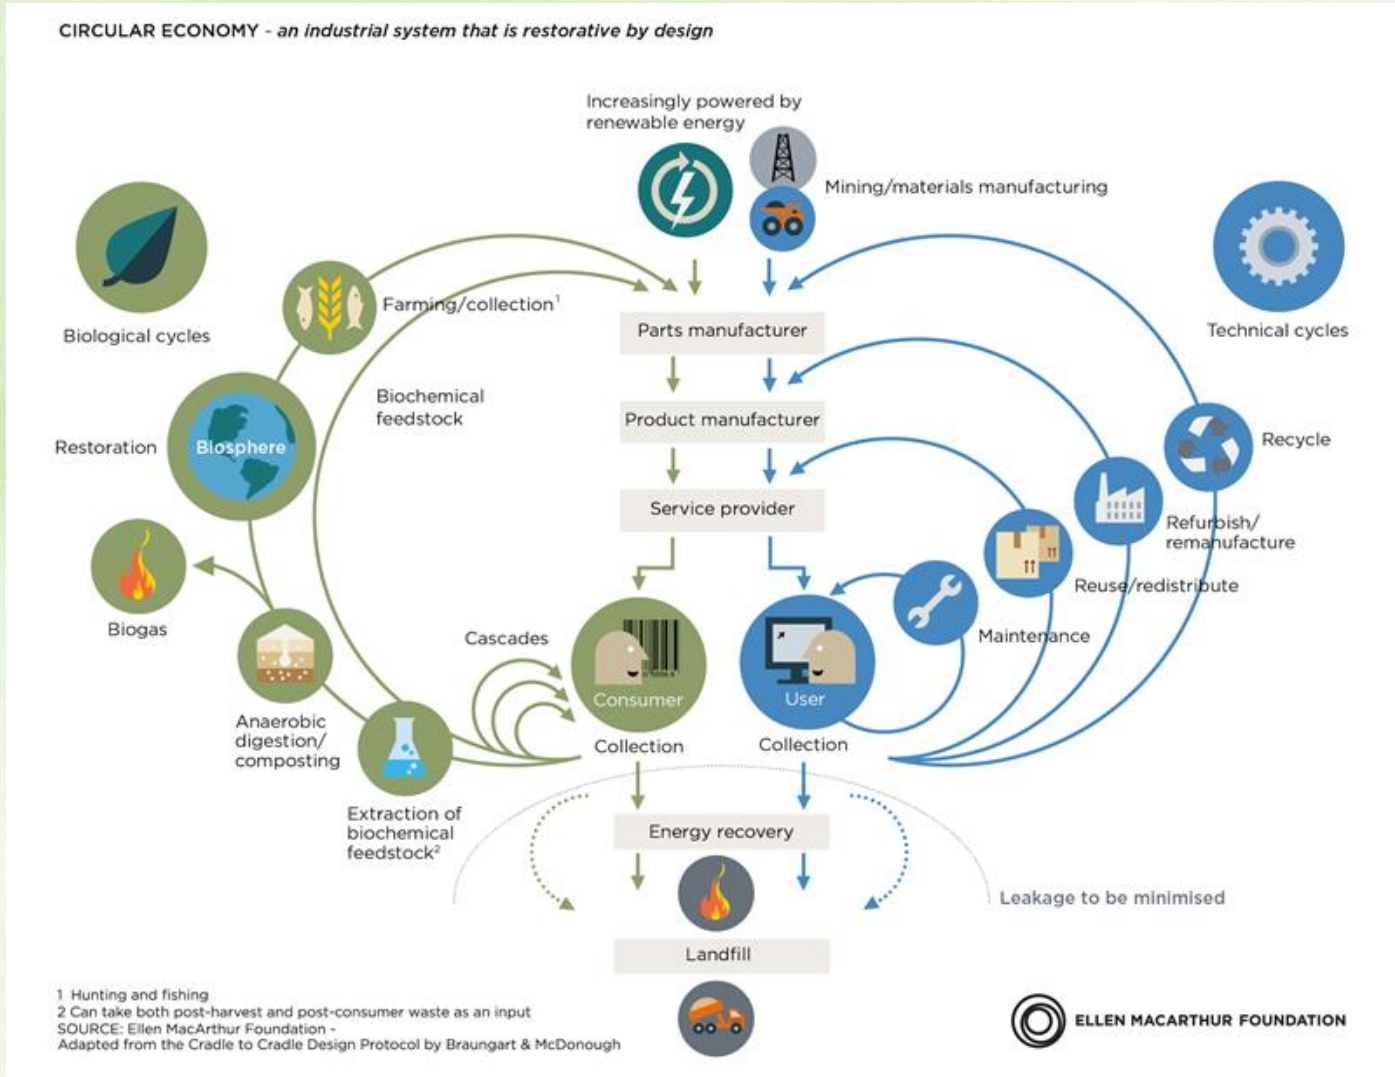 CIRCULAR ECONOMY - an industrial system that is restorative by design
Increasingly powered by
renewable energy
Mining/materials manufacturing
Biological cycles
Farming/collection¹
Parts manufacturer
Technical cycles
Biochemical
feedstock
Product manufacturer
Restoration
Biosphere
Recycle
Service provider
Refurbish/
remanufacture
Reuse/redistribute
Biogas
Cascades
Maintenance
Consumer
User
Anaerobic
digestion/
composting
Collection
Collection
Extraction of
biochemical
feedstock²
Energy recovery
Leakage to be minimised
Landfill
1 Hunting and fishing
2 Can take both post-harvest and post-consumer waste as an input
SOURCE: Ellen MacArthur Foundation -
Adapted from the Cradle to Cradle Design Protocol by Braungart & McDonough
ELLEN MACARTHUR FOUNDATION